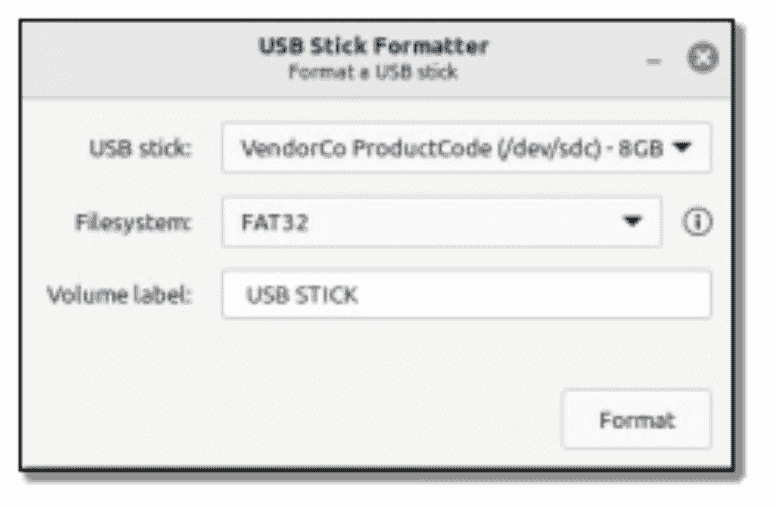 USB Stick Formatter
Format a USB stick
USB stick: VendorCo ProductCode (/dev/sdc) - 8GB
Filesystem: FAT32
Volume label: USB STICK
Format